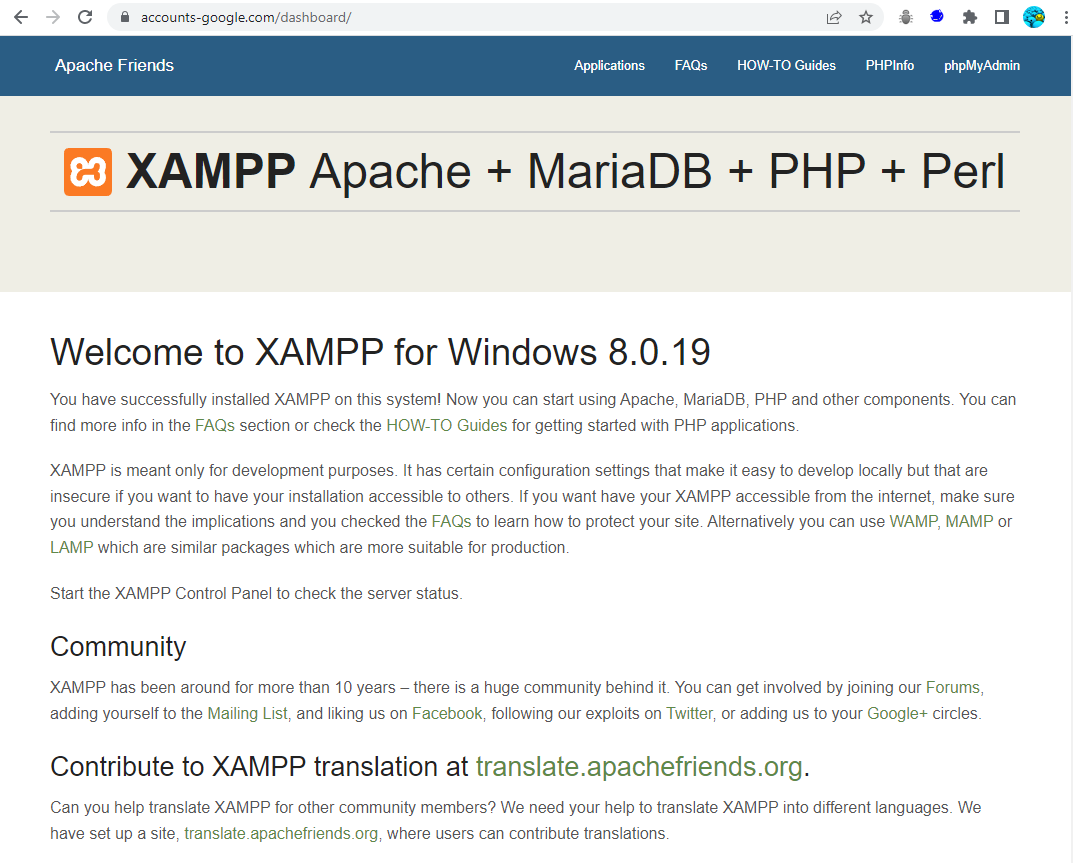 accounts-google.com/dashboard/
Apache Friends
Applications
FAQs
HOW-TO Guides
PHPInfo
phpMyAdmin
XAMPP Apache + MariaDB + PHP + Perl
Welcome to XAMPP for Windows 8.0.19
You have successfully installed XAMPP on this system! Now you can start using Apache, MariaDB, PHP and other components. You can
find more info in the FAQs section or check the HOW-TO Guides for getting started with PHP applications.
XAMPP is meant only for development purposes. It has certain configuration settings that make it easy to develop locally but that are
insecure if you want to have your installation accessible to others. If you want have your XAMPP accessible from the internet, make sure
you understand the implications and you checked the FAQs to learn how to protect your site. Alternatively you can use WAMP, MAMP or
LAMP which are similar packages which are more suitable for production.
Start the XAMPP Control Panel to check the server status.
Community
XAMPP has been around for more than 10 years – there is a huge community behind it. You can get involved by joining our Forums,
adding yourself to the Mailing List, and liking us on Facebook, following our exploits on Twitter, or adding us to your Google+ circles.
Contribute to XAMPP translation at translate.apachefriends.org.
Can you help translate XAMPP for other community members? We need your help to translate XAMPP into different languages. We
have set up a site, translate.apachefriends.org, where users can contribute translations.